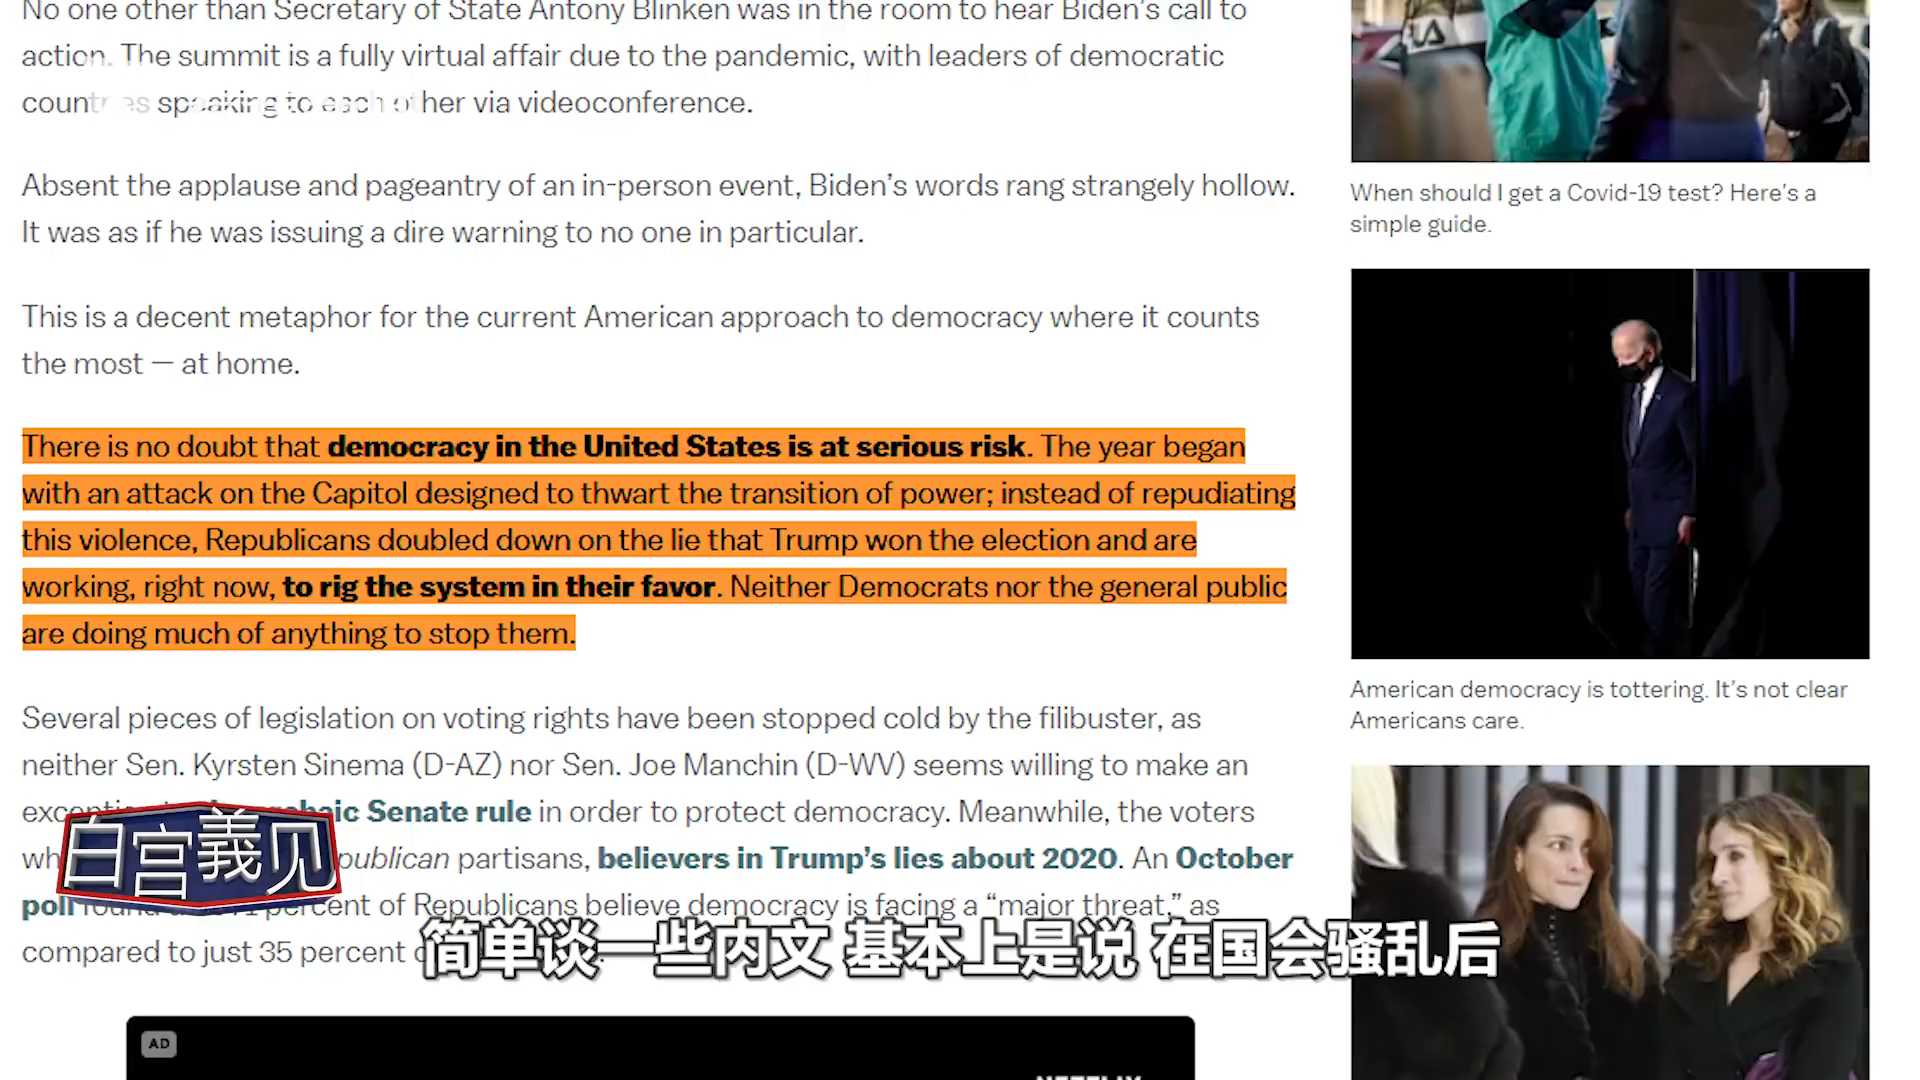 No one other than Secretary of State Antony Blinken was in the room to hear Biden's call to
action. The summit is a fully virtual affair due to the pandemic, with leaders of democratic
countries speaking to each other via videoconference.
Absent the applause and pageantry of an in-person event, Biden's words rang strangely hollow.
It was as if he was issuing a dire warning to no one in particular.
This is a decent metaphor for the current American approach to democracy where it counts
the most — at home.
There is no doubt that democracy in the United States is at serious risk. The year began
with an attack on the Capitol designed to thwart the transition of power; instead of repudiating
this violence, Republicans doubled down on the lie that Trump won the election and are
working, right now, to rig the system in their favor. Neither Democrats nor the general public
are doing much of anything to stop them.
Several pieces of legislation on voting rights have been stopped cold by the filibuster, as
neither Sen. Kyrsten Sinema (D-AZ) nor Sen. Joe Manchin (D-WV) seems willing to make an
Senate rule in order to protect democracy. Meanwhile, the voters
partisans, believers in Trump's lies about 2020. An October
poll percent of Republicans believe democracy is facing a "major threat," as
compared to just 35 percent
白宫義见
简单谈一些内文 基本上是说 在国会骚乱后
AD
When should I get a Covid-19 test? Here's a
simple guide.
American democracy is tottering. It's not clear
Americans care.